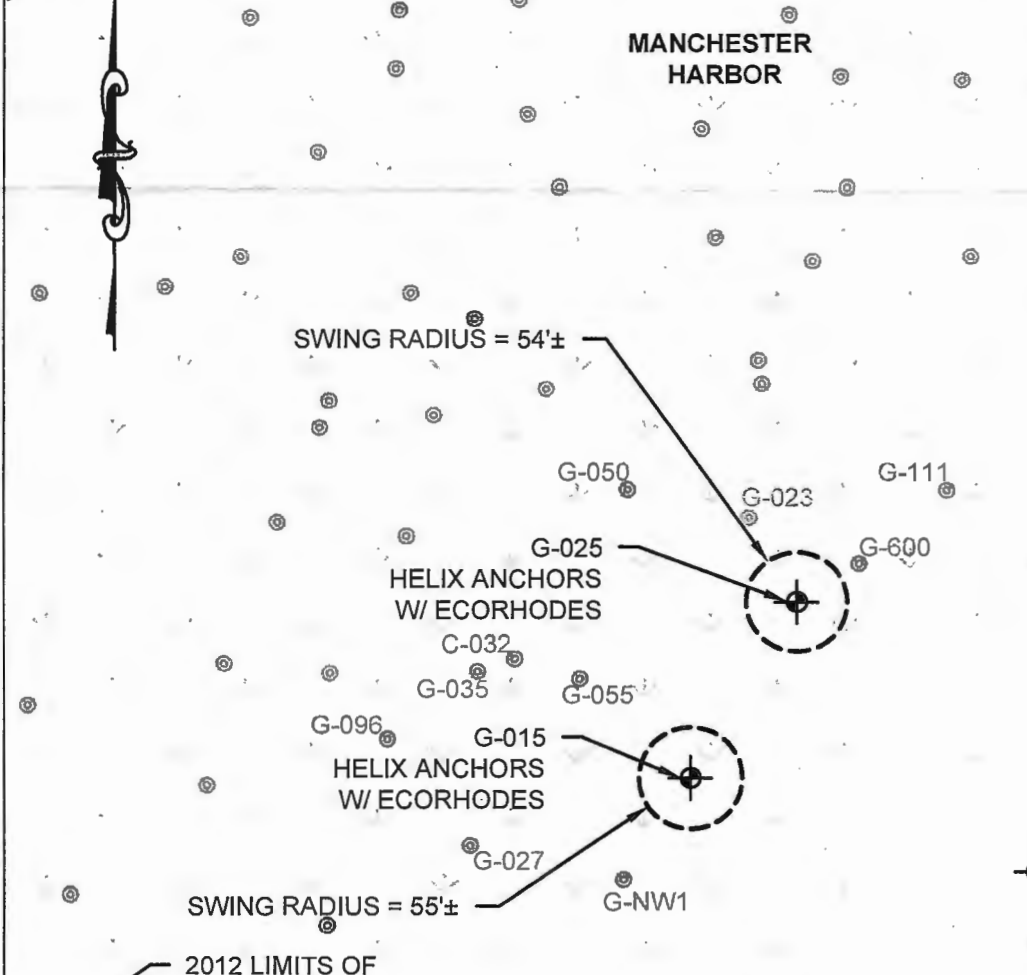 MANCHESTER
HARBOR
SWING RADIUS = 54'±
G-050
G-111
G-023
G-025
HELIX ANCHORS
W/ ECORHODES
G-600
C-032
G-035
G-055
G-096
G-015
HELIX ANCHORS
W/ ECORHODES
G-027
G-NW1
SWING RADIUS = 55'±
2012 LIMITS OF